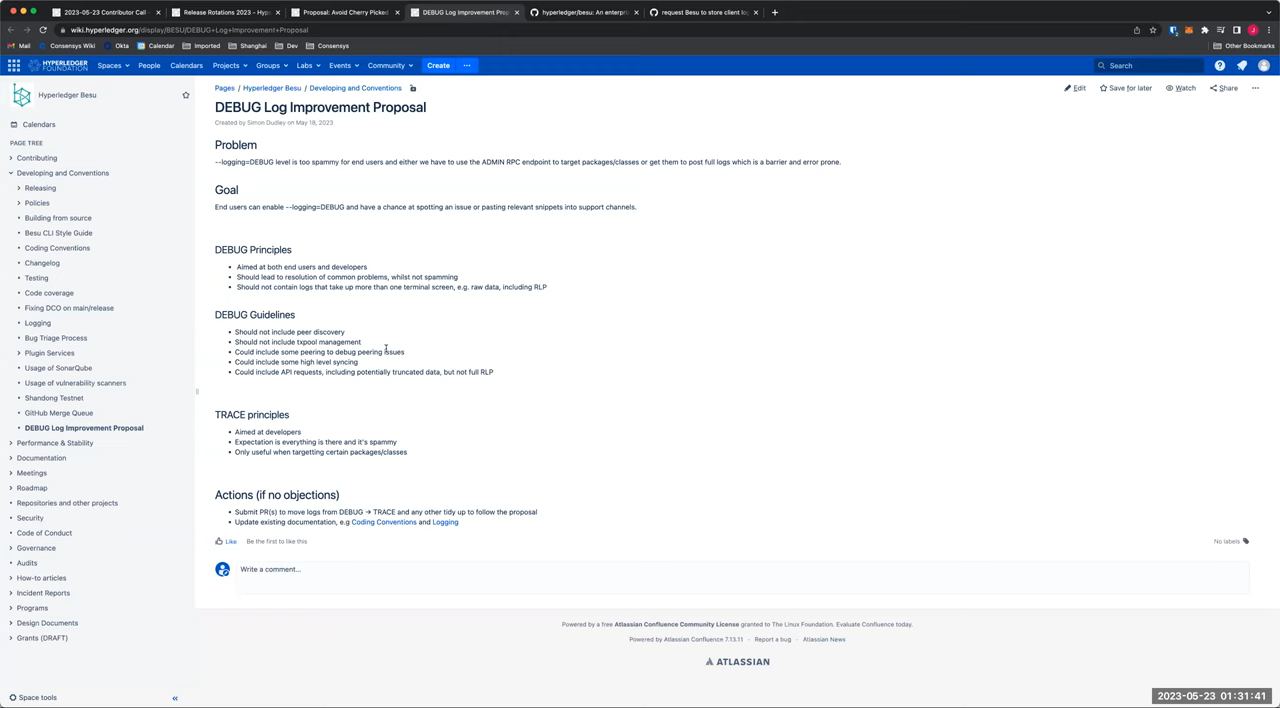 2023-05-23 Contributor Call -
Release Rotations 2023 - Hype
Proposal: Avoid Cherry Picked
DEBUG Log Improvement Prop
hyperledger/besu: An enterpri
request Besu to store client lo
wiki.hyperledger.org/display/BESU/DEBUG+Log+Improvement+Proposal
Mail
Consensys Wiki
Okta
Calendar
Imported
Shanghai
Dev
Consensys
Other Bookmarks
HYPERLEDGER
FOUNDATION
Spaces
People
Calendars
Projects
Groups
Labs
Events
Community
Create
Search
Hyperledger Besu
Calendars
PAGE TREE
Contributing
Developing and Conventions
Releasing
Policies
Building from source
Besu CLI Style Guide
Coding Conventions
Changelog
Testing
Code coverage
Fixing DCO on main/release
Logging
Bug Triage Process
Plugin Services
Usage of SonarQube
Usage of vulnerability scanners
Shandong Testnet
GitHub Merge Queue
DEBUG Log Improvement Proposal
Performance & Stability
Documentation
Meetings
Roadmap
Repositories and other projects
Security
Code of Conduct
Governance
Audits
How-to articles
Incident Reports
Programs
Design Documents
Grants (DRAFT)
Space tools
Pages / Hyperledger Besu / Developing and Conventions
Edit
Save for later
Watch
Share
DEBUG Log Improvement Proposal
Created by Simon Dudley on May 18, 2023
Problem
--logging=DEBUG level is too spammy for end users and either we have to use the ADMIN RPC endpoint to target packages/classes or get them to post full logs which is a barrier and error prone.
Goal
End users can enable --logging=DEBUG and have a chance at spotting an issue or pasting relevant snippets into support channels.
DEBUG Principles
• Aimed at both end users and developers
• Should lead to resolution of common problems, whilst not spamming
• Should not contain logs that take up more than one terminal screen, e.g. raw data, including RLP
DEBUG Guidelines
• Should not include peer discovery
• Should not include txpool management
• Could include some peering to debug peering issues
• Could include some high level syncing
• Could include API requests, including potentially truncated data, but not full RLP
TRACE principles
• Aimed at developers
• Expectation is everything is there and it's spammy
• Only useful when targetting certain packages/classes
Actions (if no objections)
• Submit PR(s) to move logs from DEBUG → TRACE and any other tidy up to follow the proposal
• Update existing documentation, e.g Coding Conventions and Logging
Like
Be the first to like this
No labels
Write a comment...
Powered by a free Atlassian Confluence Community License granted to The Linux Foundation. Evaluate Confluence today.
Powered by Atlassian Confluence 7.13.11 · Report a bug · Atlassian News
ATLASSIAN
2023-05-23 01:31:41